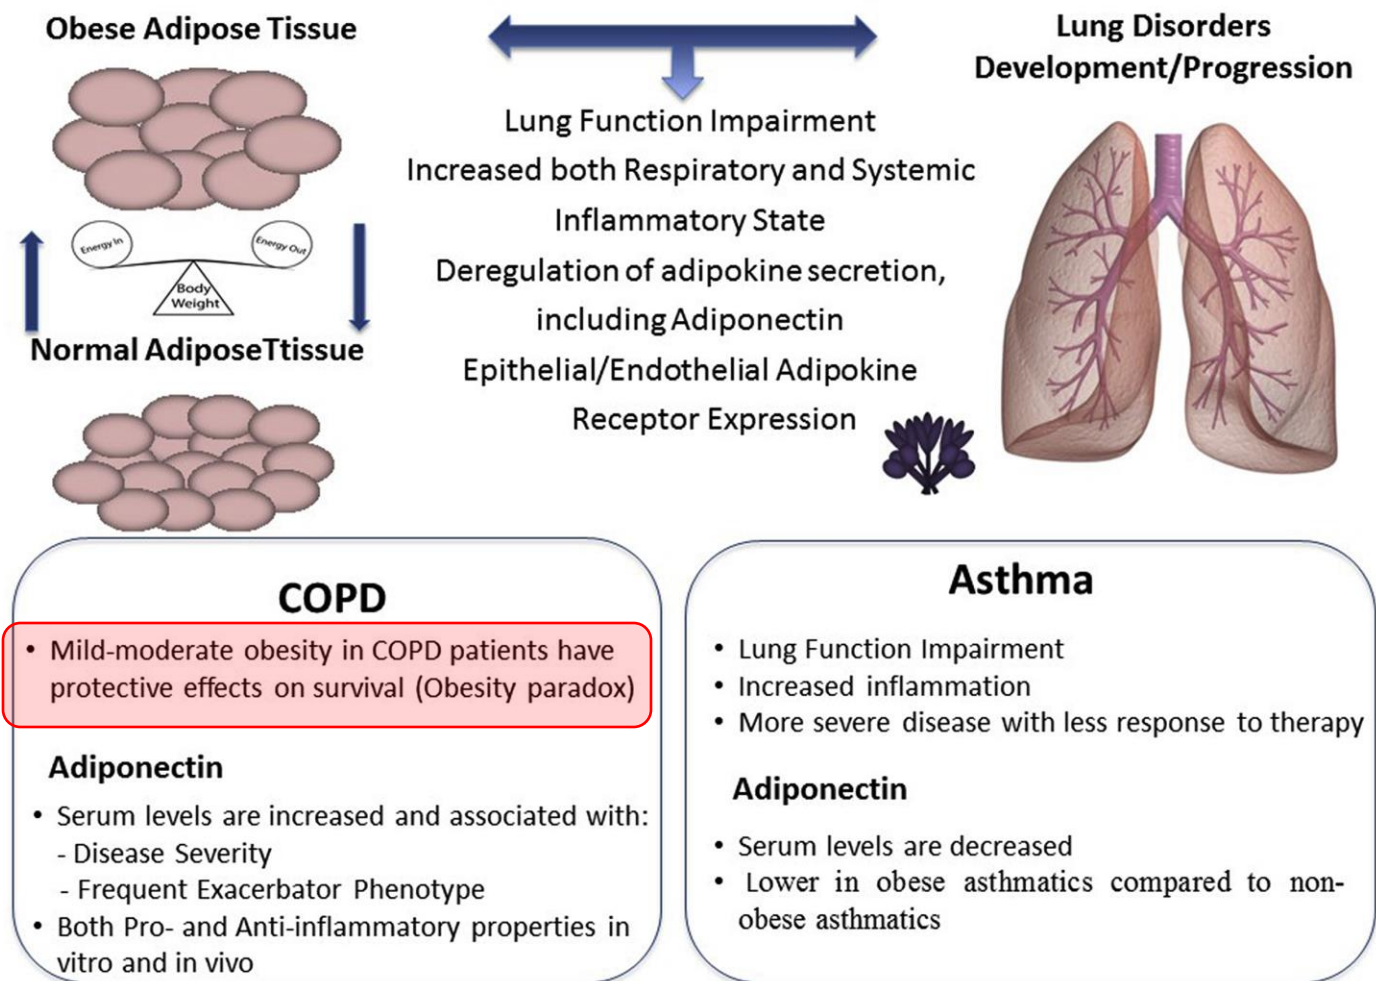 Obese Adipose Tissue
Energy In
Energy Out
Body
Weight
Normal AdiposeTtissue
Lung Function Impairment
Increased both Respiratory and Systemic
Inflammatory State
Deregulation of adipokine secretion,
including Adiponectin
Epithelial/Endothelial Adipokine
Receptor Expression
Lung Disorders
Development/Progression
COPD
• Mild-moderate obesity in COPD patients have
protective effects on survival (Obesity paradox)
Adiponectin
• Serum levels are increased and associated with:
- Disease Severity
- Frequent Exacerbator Phenotype
• Both Pro- and Anti-inflammatory properties in
vitro and in vivo
Asthma
• Lung Function Impairment
• Increased inflammation
• More severe disease with less response to therapy
Adiponectin
• Serum levels are decreased
• Lower in obese asthmatics compared to non-
obese asthmatics